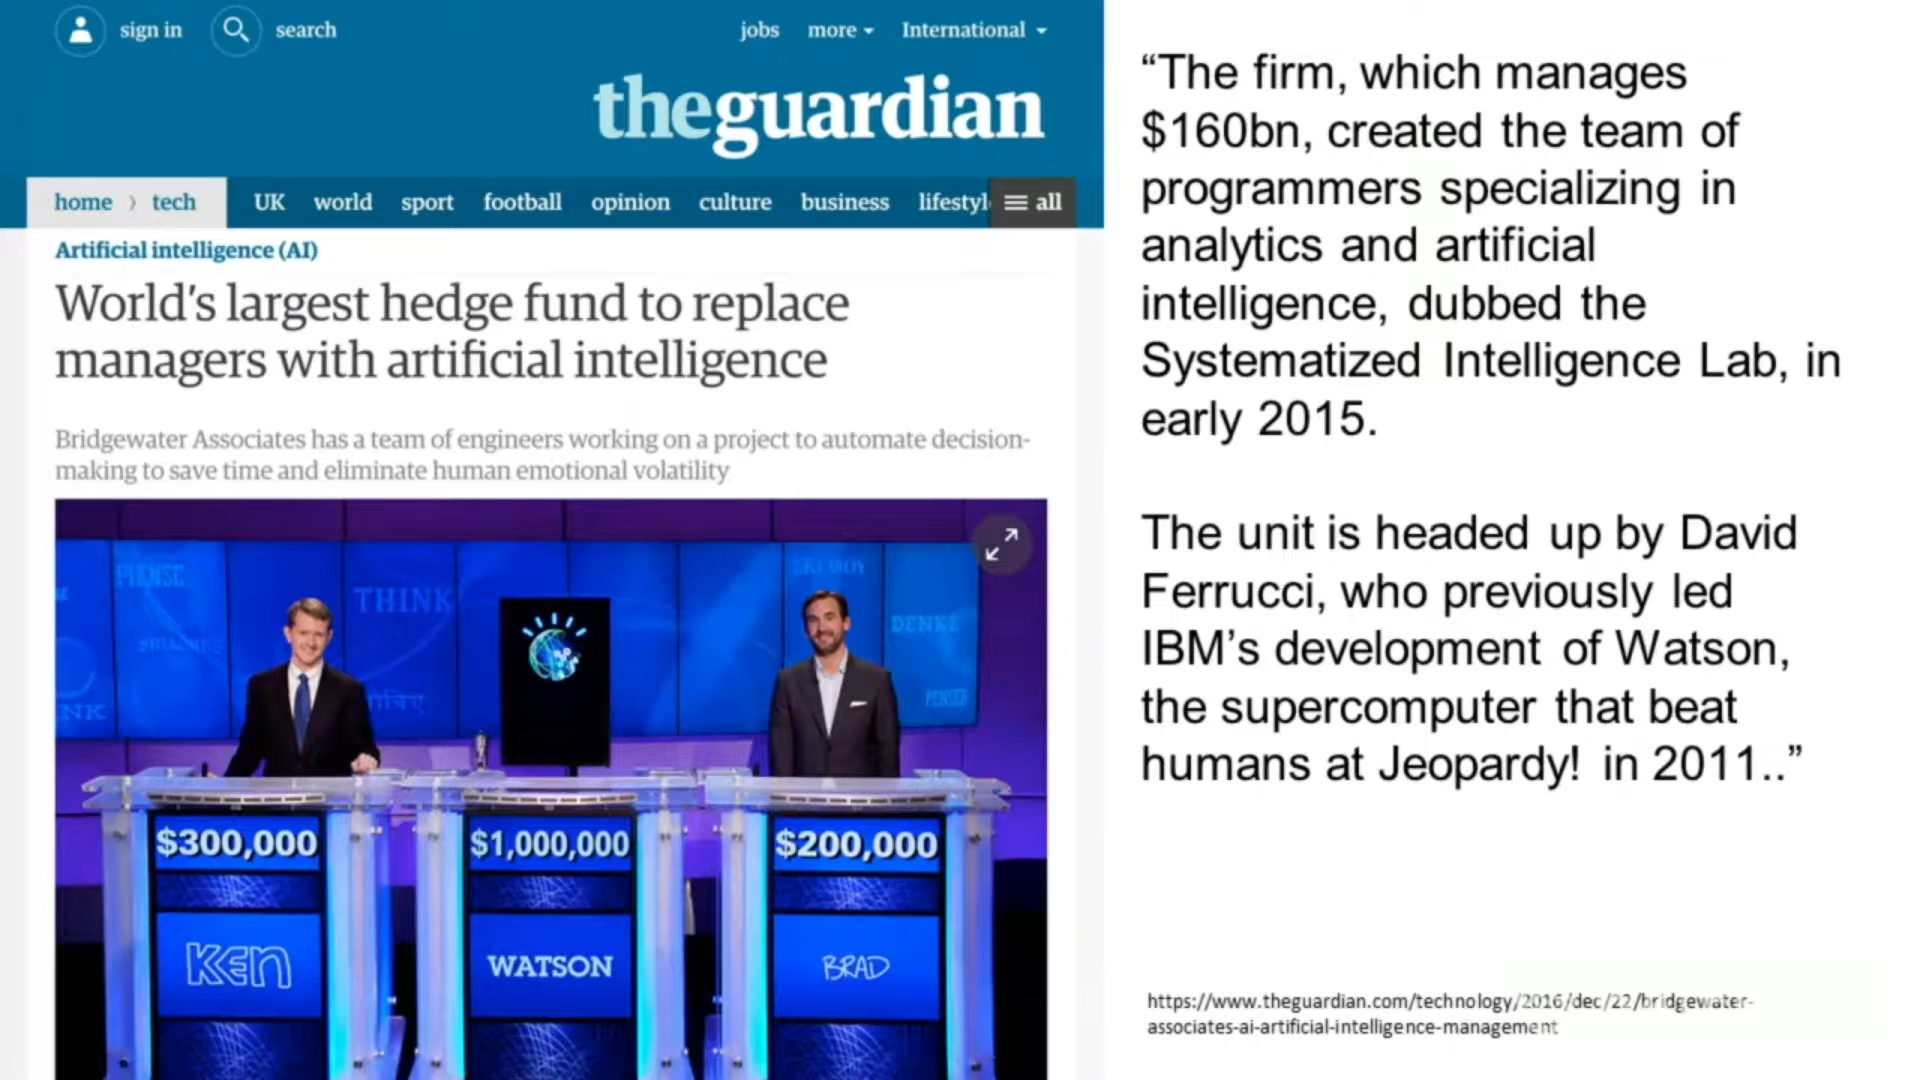 sign in
search
jobs
more
International
theguardian
home
tech
UK
world
sport
football
opinion
culture
business
lifestyl
all
Artificial intelligence (AI)
World's largest hedge fund to replace
managers with artificial intelligence
Bridgewater Associates has a team of engineers working on a project to automate decision-
making to save time and eliminate human emotional volatility
PIENSE
THINK
DENKE
PENSER
NK
$300,000
$1,000,000
$200,000
Ken
WATSON
BRAD
“The firm, which manages
$160bn, created the team of
programmers specializing in
analytics and artificial
intelligence, dubbed the
Systematized Intelligence Lab, in
early 2015.
The unit is headed up by David
Ferrucci, who previously led
IBM’s development of Watson,
the supercomputer that beat
humans at Jeopardy! in 2011..”
https://www.theguardian.com/technology/2016/dec/22/bridgewater-
associates-ai-artificial-intelligence-management